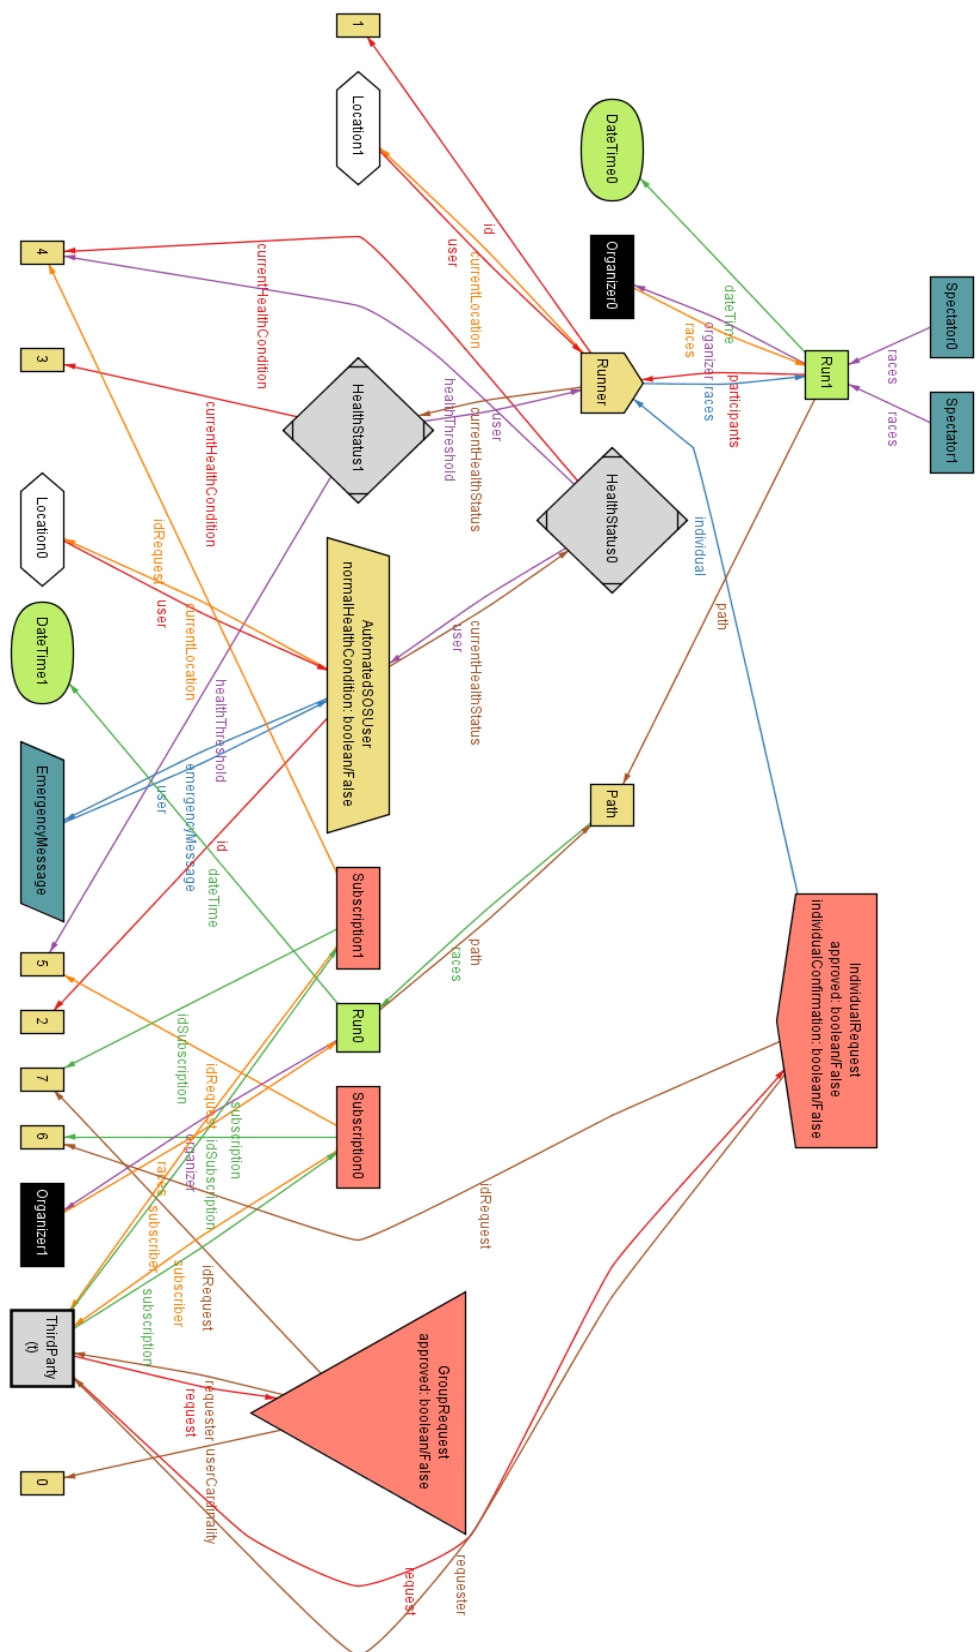 Spectator0
Spectator1
races
races
Run1
IndividualRequest
approved: boolean/False
individualConfirmation: boolean/False
participants
races
organizer
races
dateTime
path
individual
DateTime0
Organizer0
Runner
HealthStatus0
Path
id
currentLocation
user
user
currentHealthStatus
healthThreshold
currentHealthStatus
user
path
races
idRequest
requester
request
GroupRequest
approved: boolean/False
1
Location1
HealthStatus1
AutomatedSOSUser
normalHealthCondition: boolean/False
Subscription1
Run0
Subscription0
currentHealthCondition
currentHealthCondition
idRequest
user
currentLocation
healthThreshold
id
emergencyMessage
user
dateTime
idSubscription
idRequest
subscription
idSubscription
organizer
races
subscriber
subscriber
subscription
idRequest
requester
userCardinality
request
4
3
Location0
DateTime1
EmergencyMessage
5
2
7
6
Organizer1
ThirdParty
(t)
0